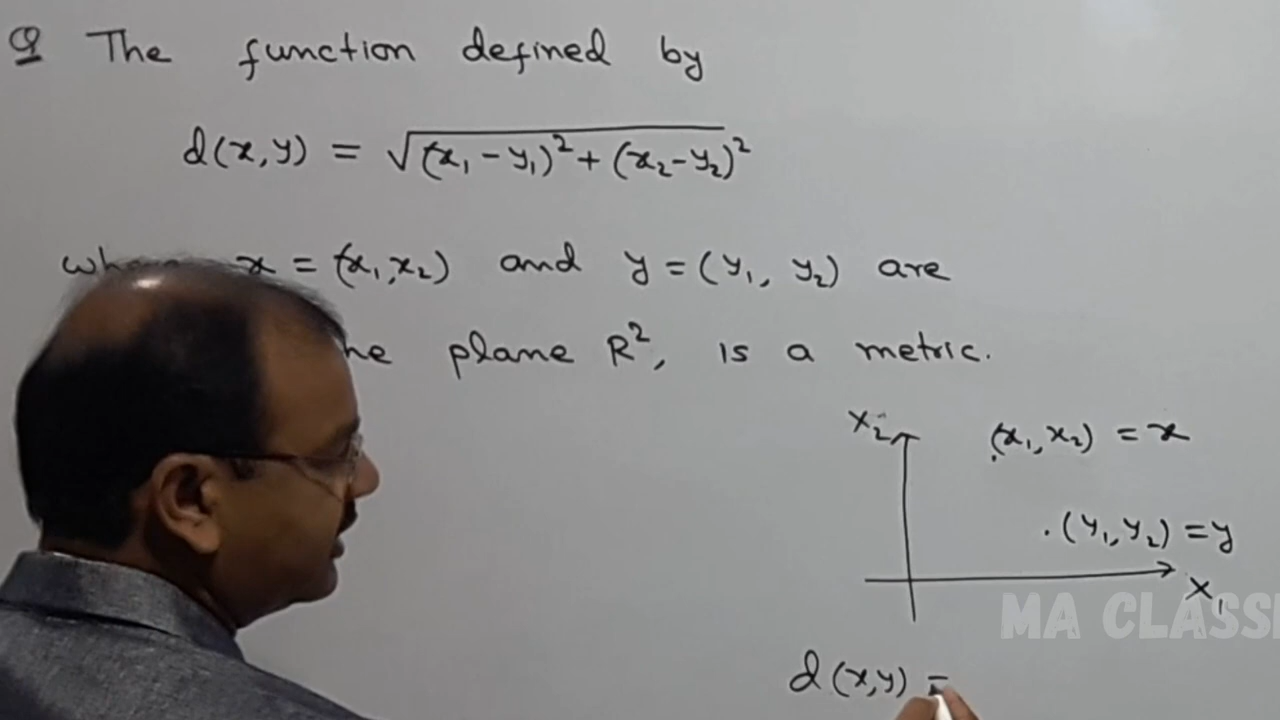 Q The function defined by
d(x,y) = √(x₁-y₁)²+(x₂-y₂)²
x = (x₁,x₂) and y = (y₁, y₂) are
plane R², is a metric.
x₂
(x₁,x₂) = x
.(y₁,y₂) = y
x₁
MA CLASS
d(x,y) =